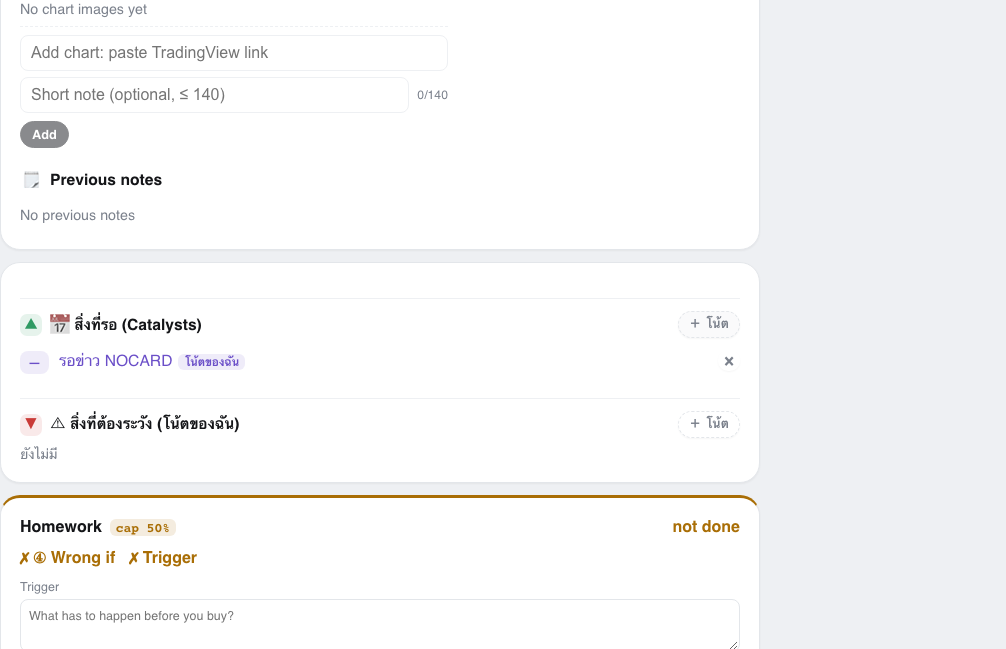 No chart images yet
Add chart: paste TradingView link
Short note (optional, ≤ 140) 0/140
Add
Previous notes
No previous notes
▲ 📅 สิ่งที่รอ (Catalysts) + โน้ต
– รอข่าว NOCARD โน้ตของฉัน ×
▼ ⚠ สิ่งที่ต้องระวัง (โน้ตของฉัน) + โน้ต
ยังไม่มี
Homework cap 50% not done
✗ ④ Wrong if ✗ Trigger
Trigger
What has to happen before you buy?